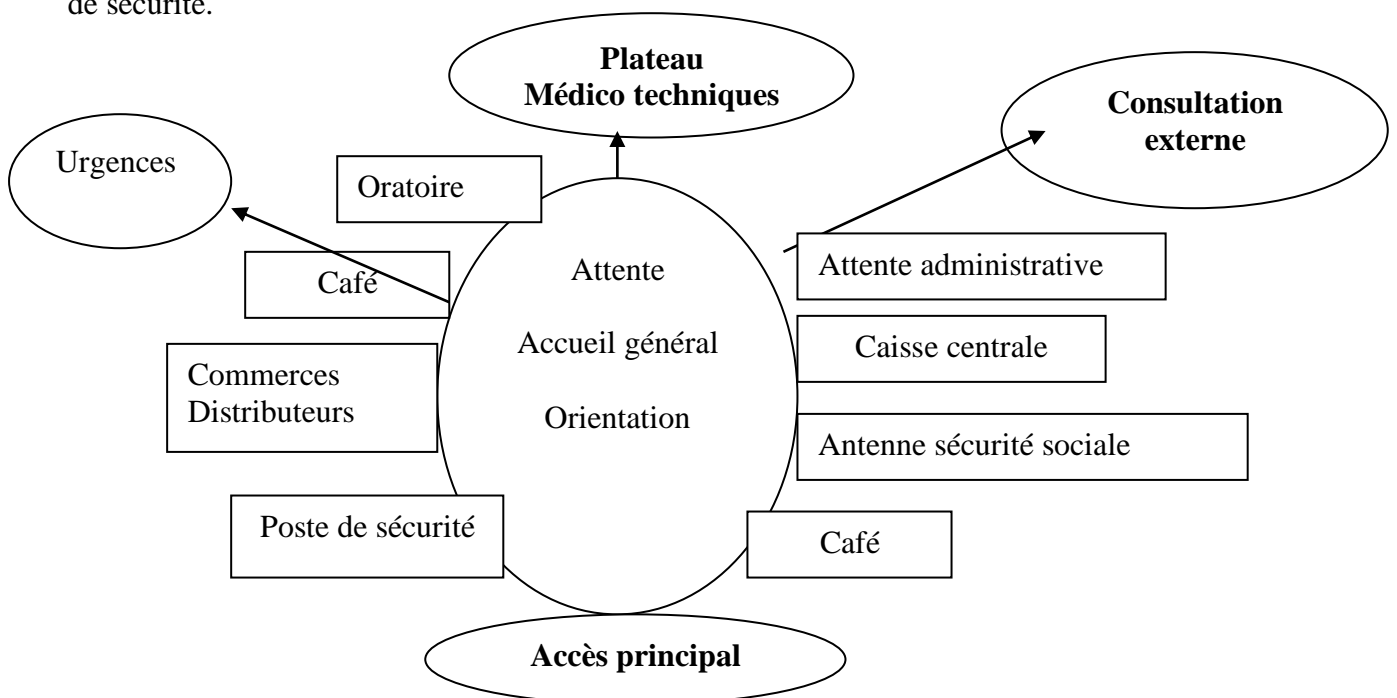 de sécurité.
Plateau
Médico techniques
Consultation
externe
Urgences
Oratoire
Café
Attente
Attente administrative
Accueil général
Caisse centrale
Commerces
Distributeurs
Orientation
Antenne sécurité sociale
Poste de sécurité
Café
Accès principal